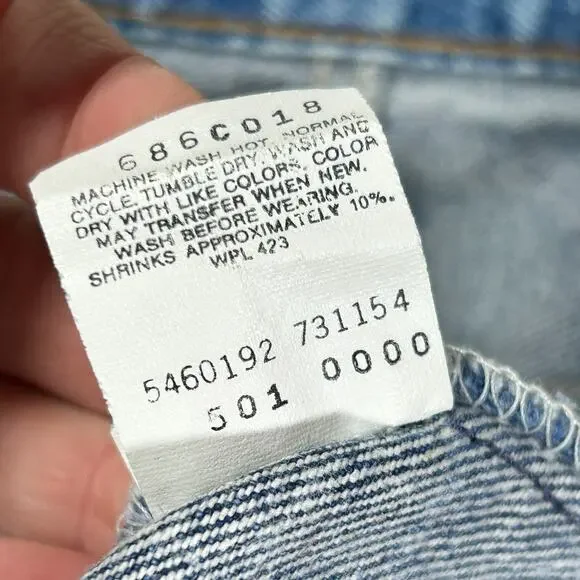 686C018
MACHINE WASH HOT, NORMAL
CYCLE. TUMBLE DRY. WASH AND
DRY WITH LIKE COLORS. COLOR
MAY TRANSFER WHEN NEW.
WASH BEFORE WEARING.
SHRINKS APPROXIMATELY 10%.
WPL 423
5460192 731154
501 0000